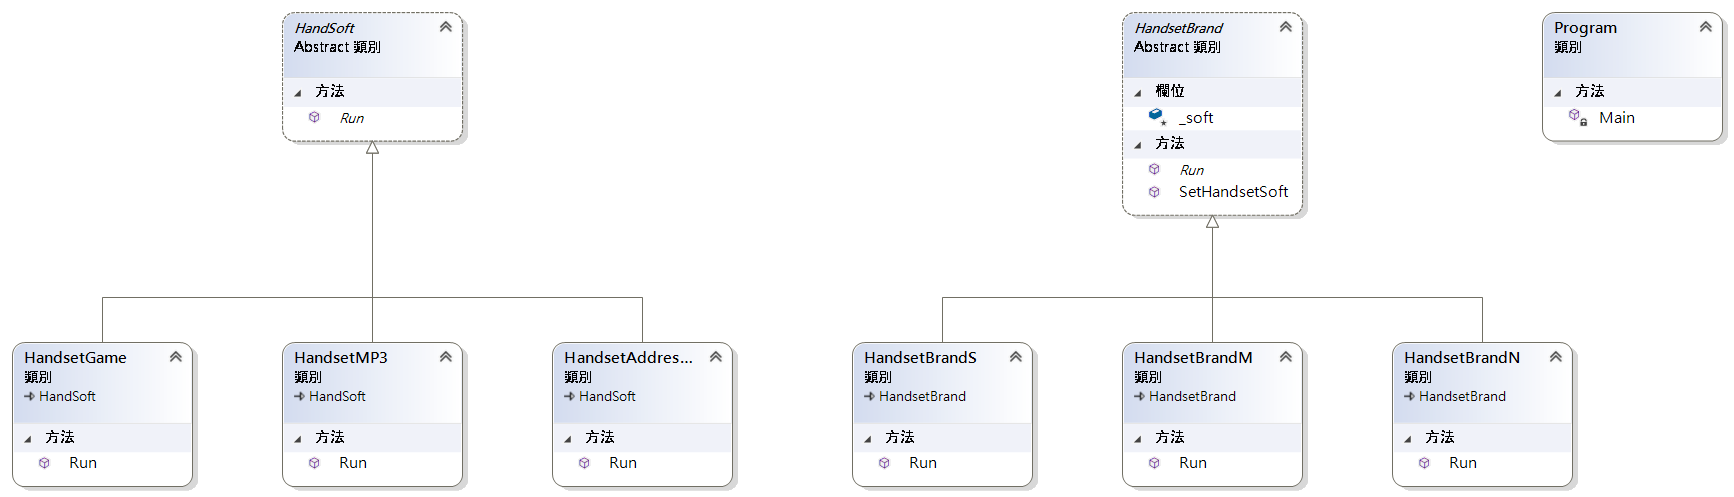 HandSoft
Abstract 類別
方法
Run
HandsetBrand
Abstract 類別
欄位
_soft
方法
Run
SetHandsetSoft
Program
類別
方法
Main
HandsetGame
類別
HandSoft
方法
Run
HandsetMP3
類別
HandSoft
方法
Run
HandsetAddres...
類別
HandSoft
方法
Run
HandsetBrandS
類別
HandsetBrand
方法
Run
HandsetBrandM
類別
HandsetBrand
方法
Run
HandsetBrandN
類別
HandsetBrand
方法
Run